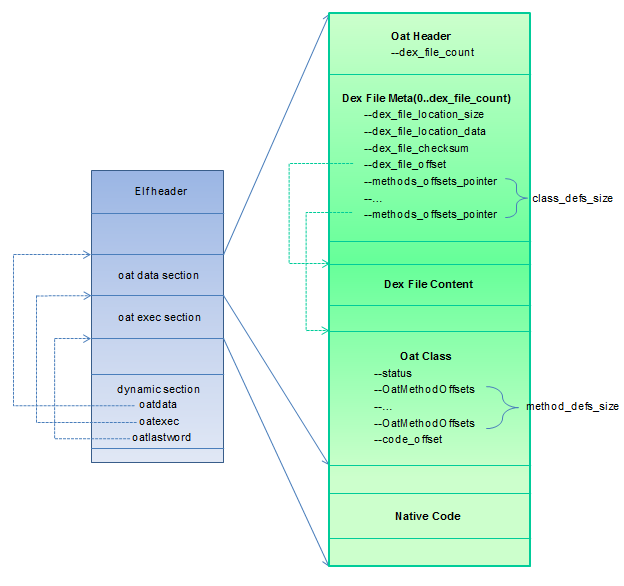 Elf header
oat data section
oat exec section
dynamic section
oatdata
oatexec
oatlastword
Oat Header
--dex_file_count
Dex File Meta(0..dex_file_count)
--dex_file_location_size
--dex_file_location_data
--dex_file_checksum
--dex_file_offset
--methods_offsets_pointer
--...
--methods_offsets_pointer
class_defs_size
Dex File Content
Oat Class
--status
--OatMethodOffsets
--...
--OatMethodOffsets
--code_offset
method_defs_size
Native Code